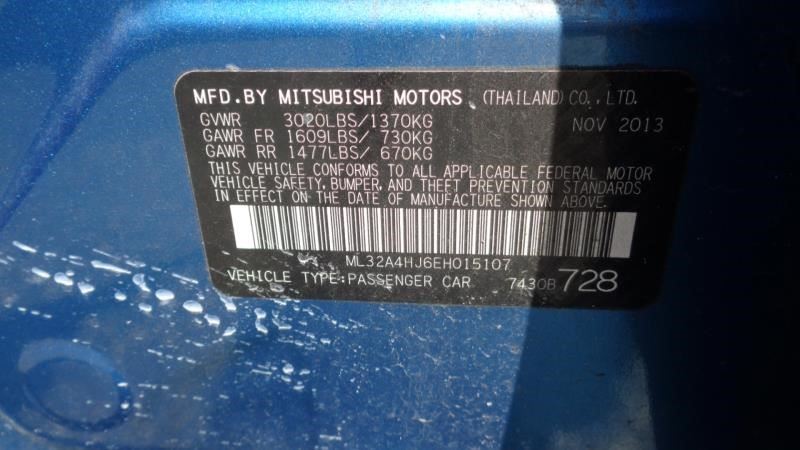 MFD.BY MITSUBISHI MOTORS (THAILAND)CO.,LTD.
GVWR 3020LBS/1370KG NOV 2013
GAWR FR 1609LBS/ 730KG
GAWR RR 1477LBS/ 670KG
THIS VEHICLE CONFORMS TO ALL APPLICABLE FEDERAL MOTOR
VEHICLE SAFETY, BUMPER, AND THEFT PREVENTION STANDARDS
IN EFFECT ON THE DATE OF MANUFACTURE SHOWN ABOVE.
ML32A4HJ6EH015107
VEHICLE TYPE:PASSENGER CAR 7430B 728